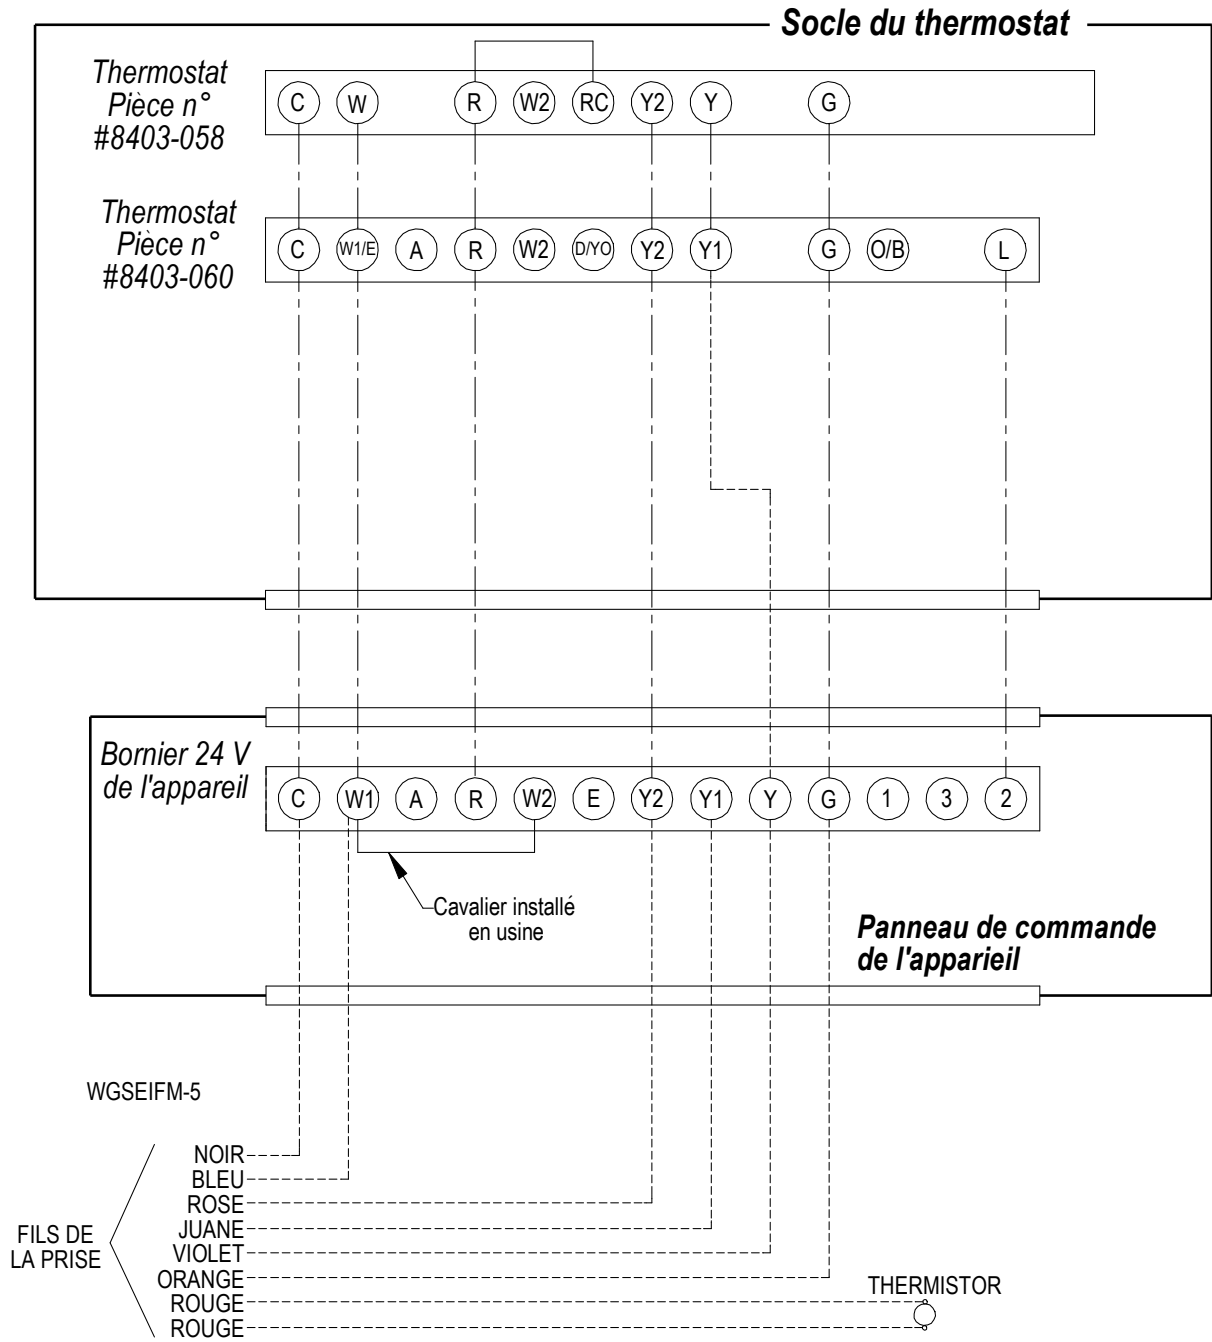 Socle du thermostat
Thermostat
Pièce n°
#8403-058
C W R W2 RC Y2 Y G
Thermostat
Pièce n°
#8403-060
C W1/E A R W2 D/YO Y2 Y1 G O/B L
Bornier 24 V
de l'appareil
C W1 A R W2 E Y2 Y1 Y G 1 3 2
Cavalier installé
en usine
Panneau de commande
de l'apparieil
WGSEIFM-5
FILS DE
LA PRISE
NOIR
BLEU
ROSE
JUANE
VIOLET
ORANGE
ROUGE
ROUGE
THERMISTOR